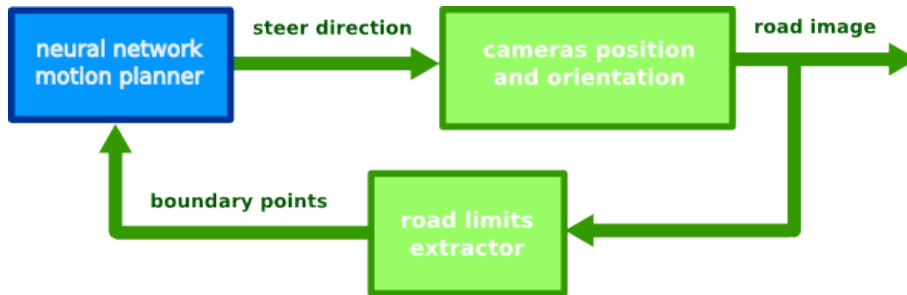 neural network
motion planner
steer direction
cameras position
and orientation
road image
boundary points
road limits
extractor